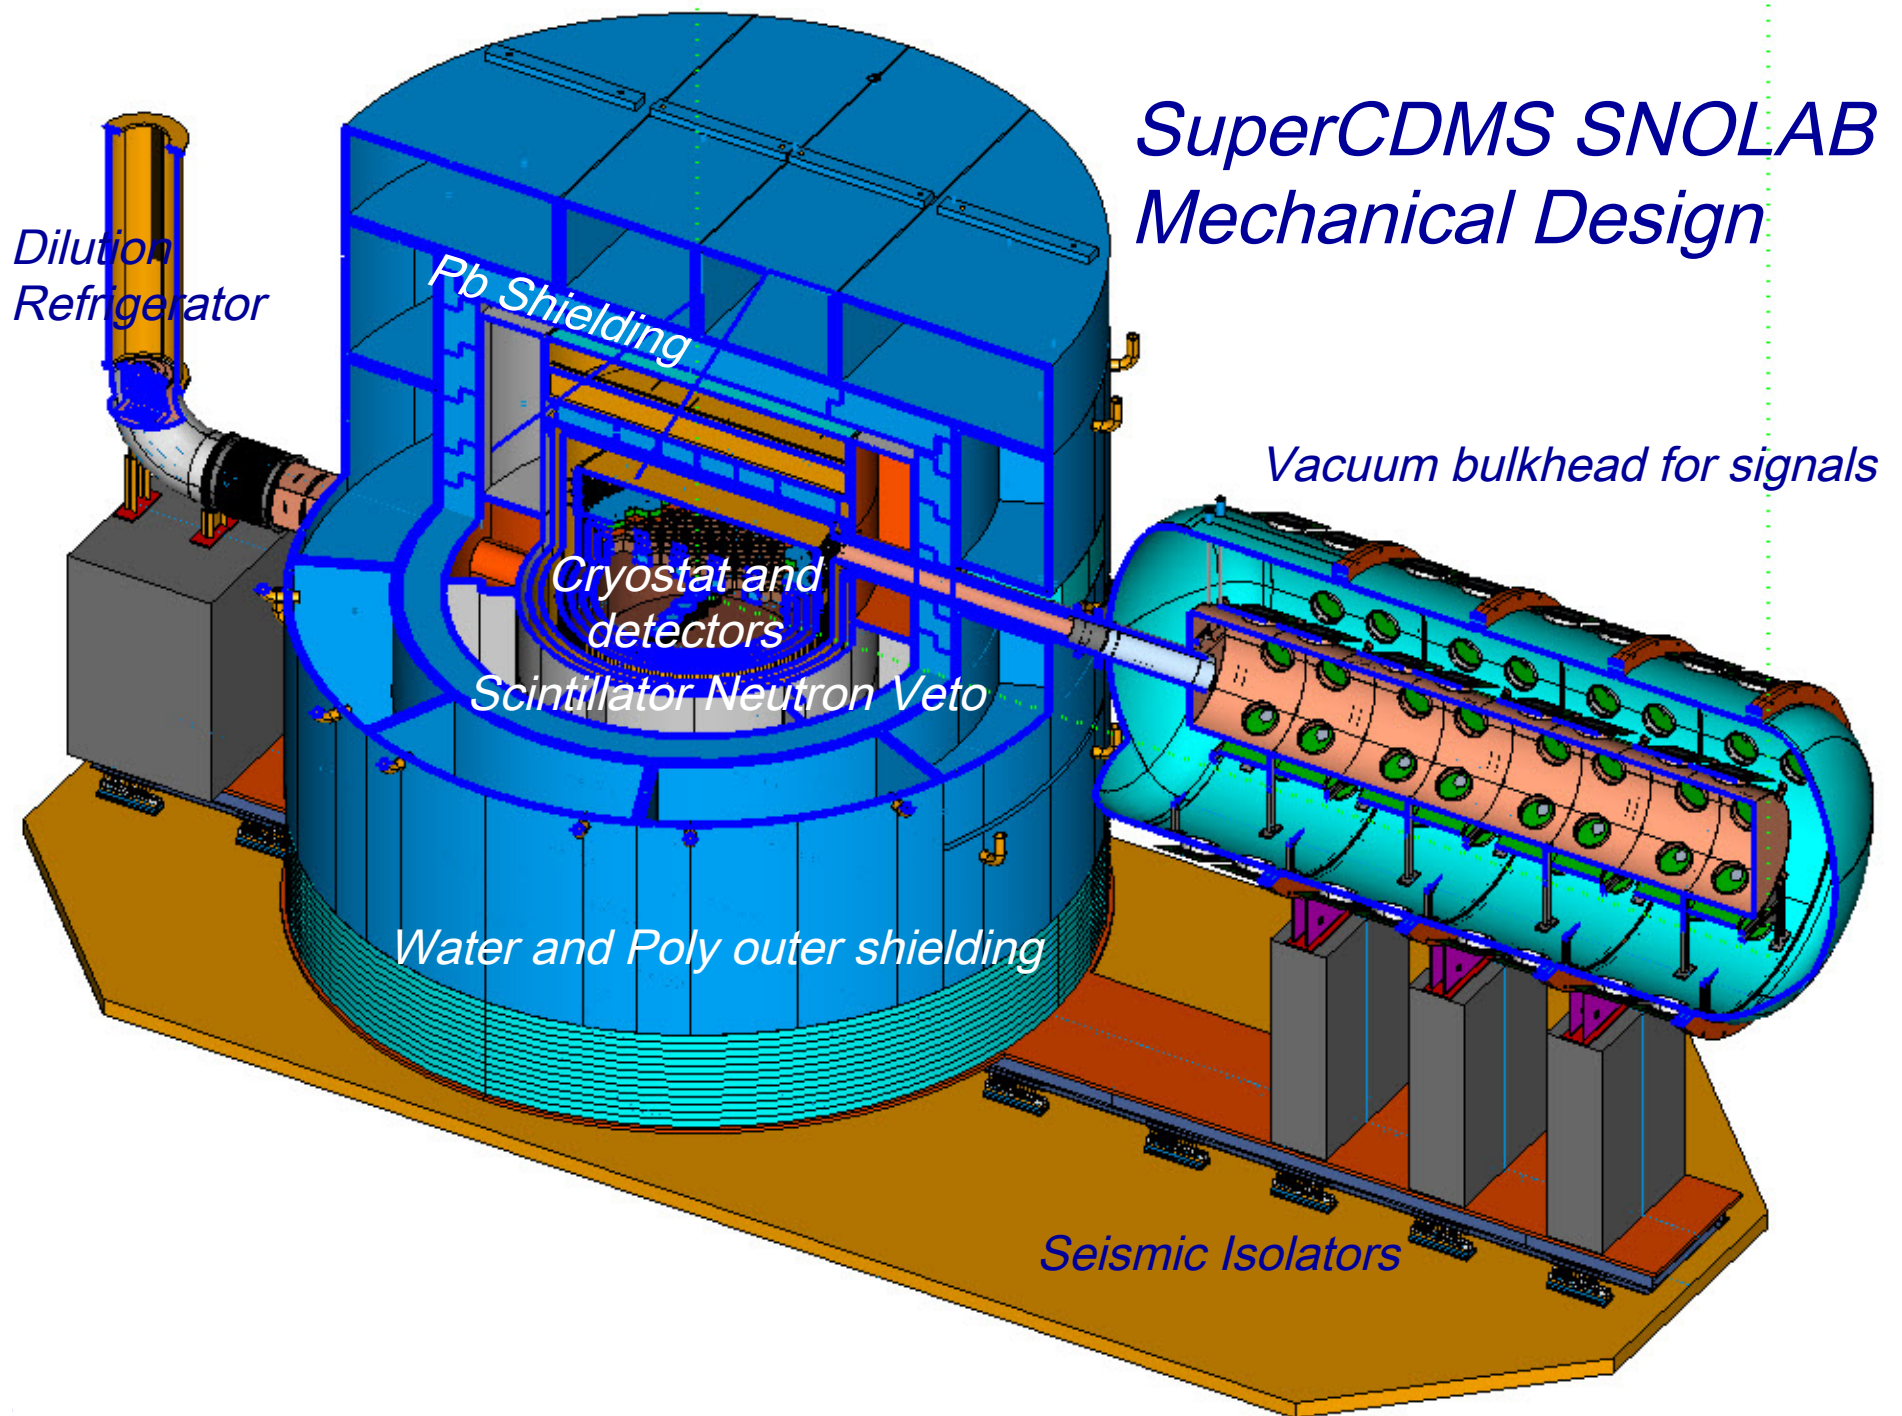 SuperCDMS SNOLAB
Mechanical Design
Dilution
Refrigerator
Pb Shielding
Vacuum bulkhead for signals
Cryostat and
detectors
Scintillator Neutron Veto
Water and Poly outer shielding
Seismic Isolators